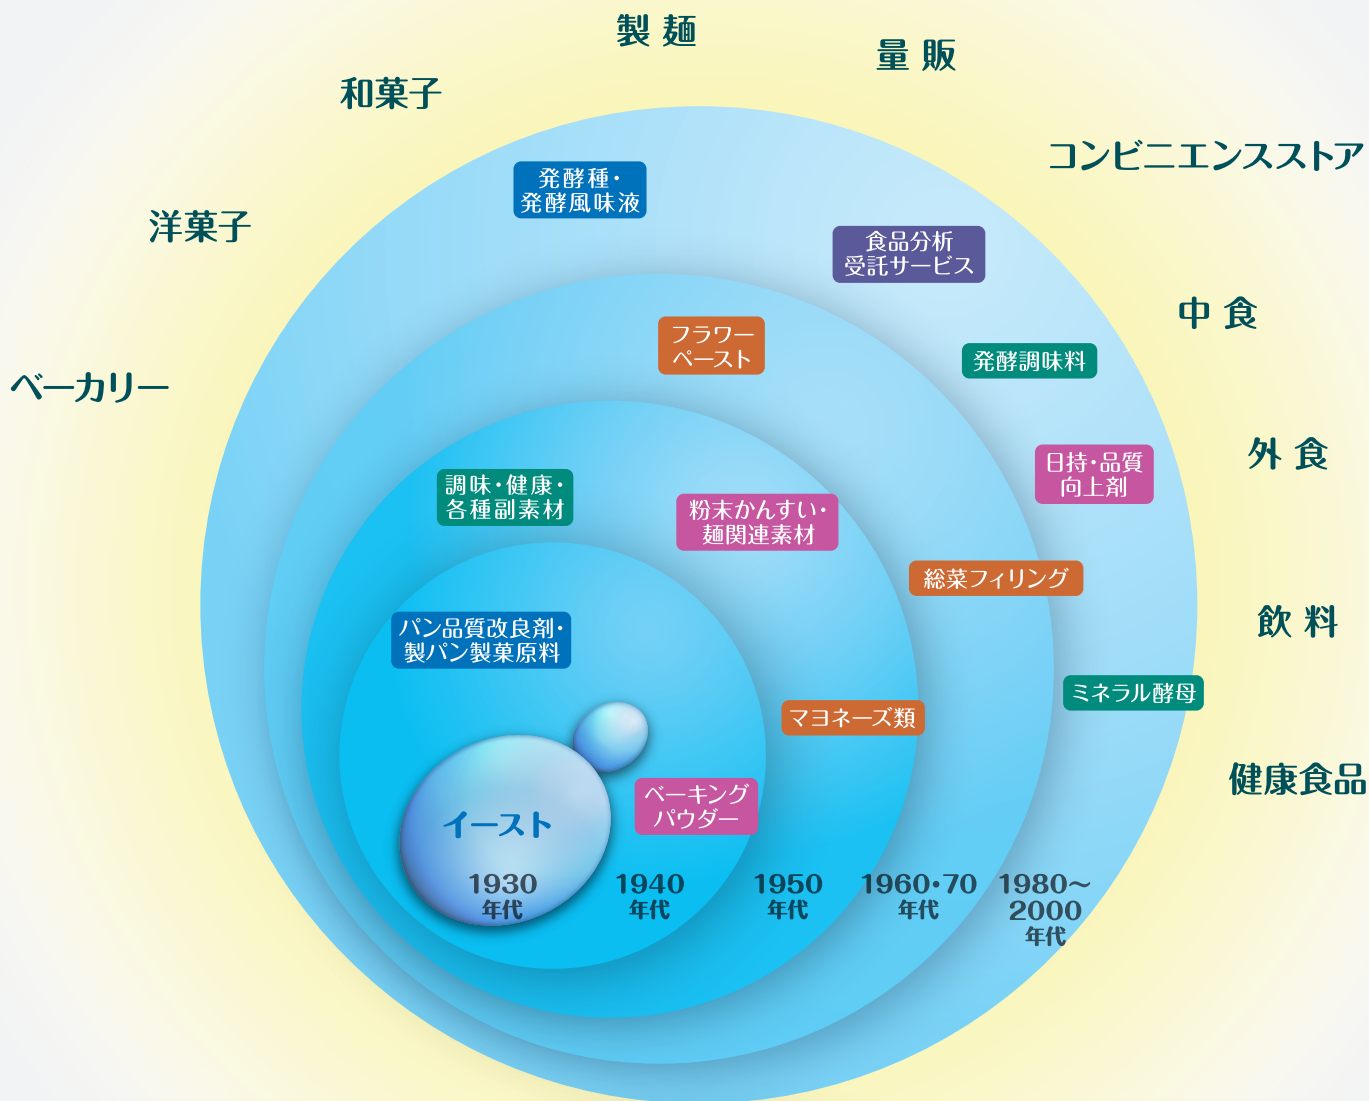 製麺
量販
和菓子
コンビニエンスストア
発酵種・
発酵風味液
洋菓子
食品分析
受託サービス
中食
フラワー
ペースト
発酵調味料
ベーカリー
外食
日持・品質
向上剤
調味・健康・
各種副素材
粉末かんすい・
麺関連素材
総菜フィリング
飲料
パン品質改良剤・
製パン製菓原料
ミネラル酵母
マヨネーズ類
健康食品
ベーキング
パウダー
イースト
1930
年代
1940
年代
1950
年代
1960・70
年代
1980〜
2000
年代